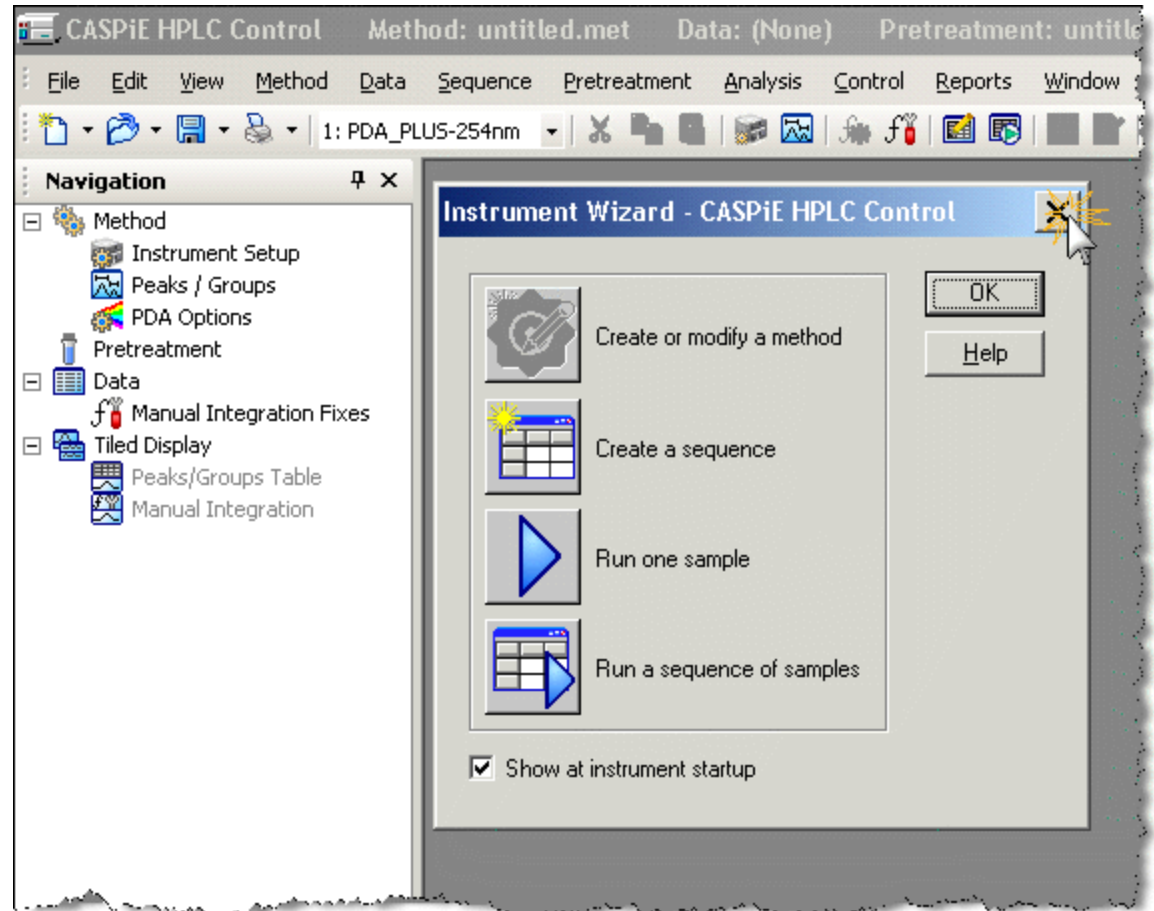 CASPiE HPLC Control Method: untitled.met Data: (None) Pretreatment:
File Edit View Method Data Sequence Pretreatment Analysis Control Reports Window
1: PDA_PLUS-254nm
Navigation
Method
Instrument Setup
Peaks / Groups
PDA Options
Pretreatment
Data
Manual Integration Fixes
Tiled Display
Peaks/Groups Table
Manual Integration
Instrument Wizard - CASPiE HPLC Control
Create or modify a method
Create a sequence
Run one sample
Run a sequence of samples
OK
Help
Show at instrument startup